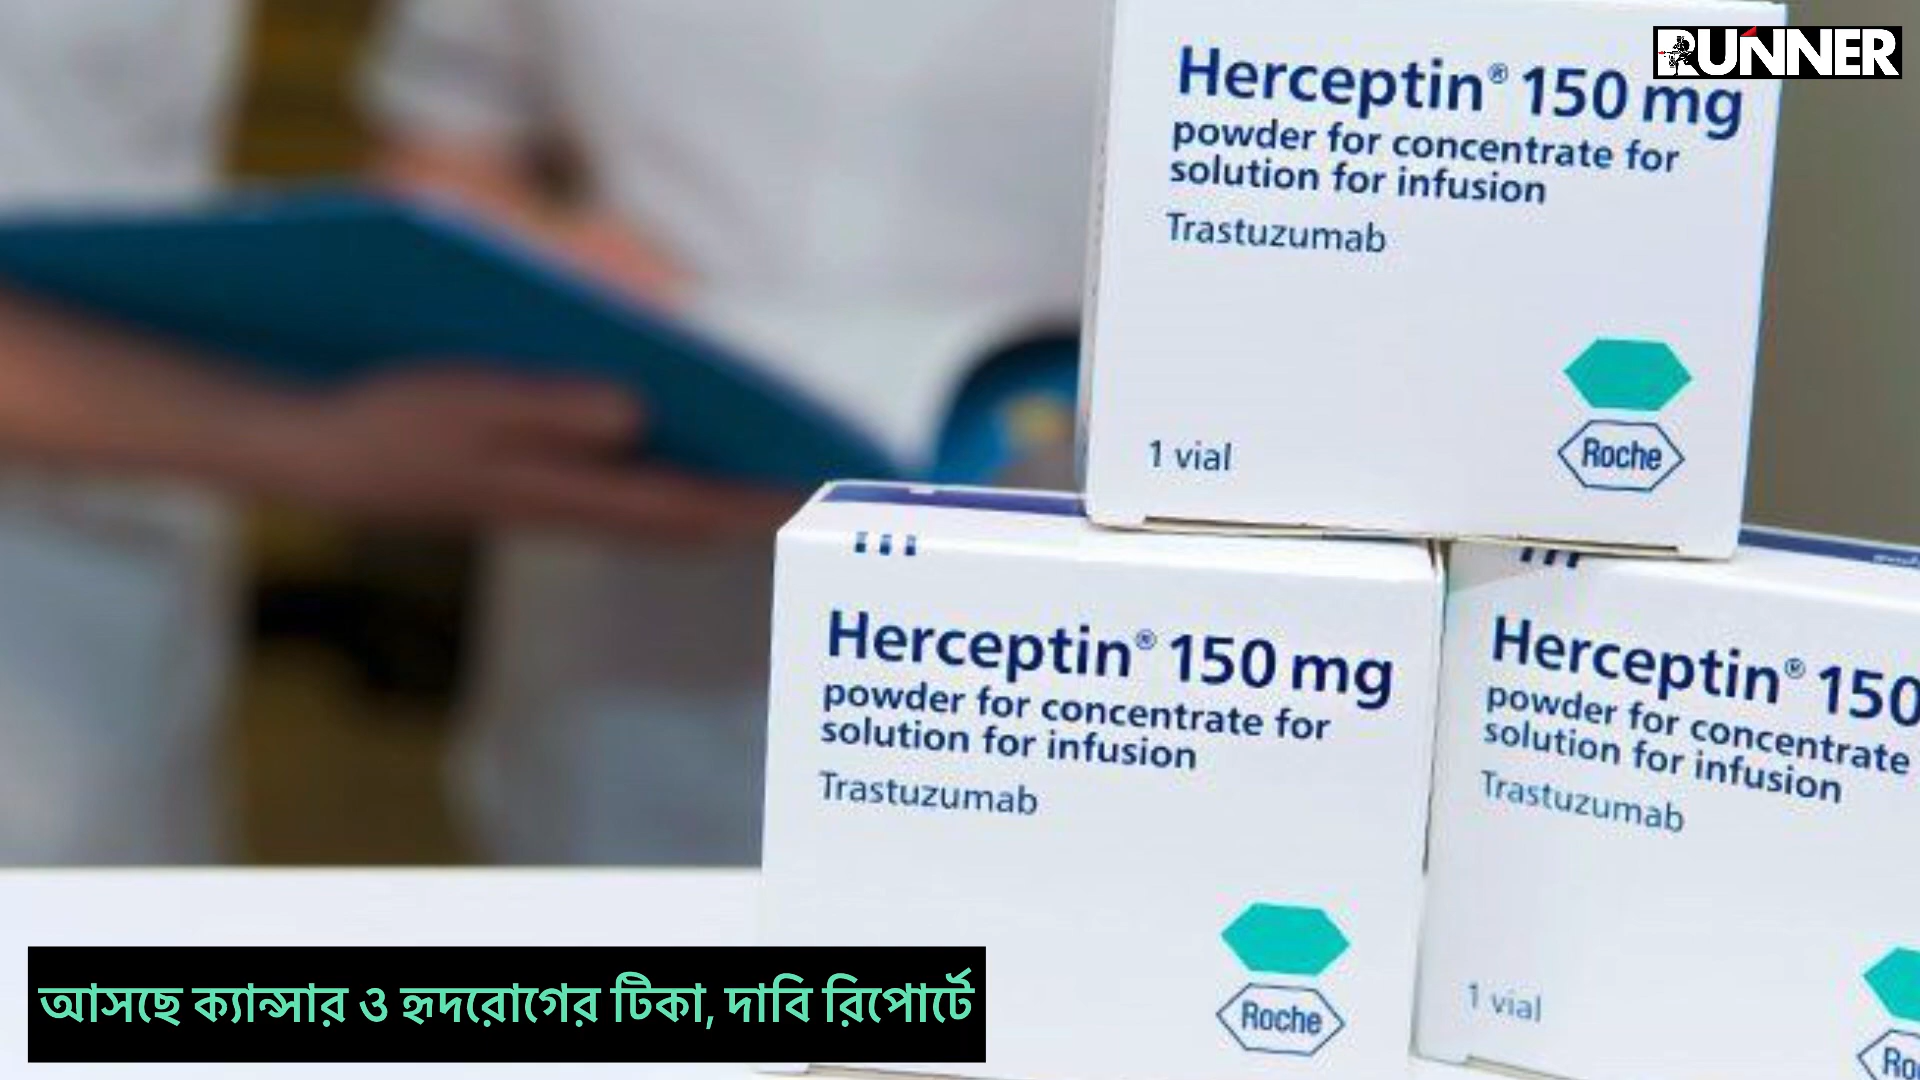 RUNNER
Herceptin® 150 mg
powder for concentrate for
solution for infusion
Trastuzumab
1 vial
Roche
Herceptin® 150 mg
powder for concentrate for
solution for infusion
Trastuzumab
Roche
Herceptin® 150
powder for concentrate
solution for infusion
Trastuzumab
1 vial
Ro
আসছে ক্যান্সার ও হৃদরোগের টিকা, দাবি রিপোর্টে